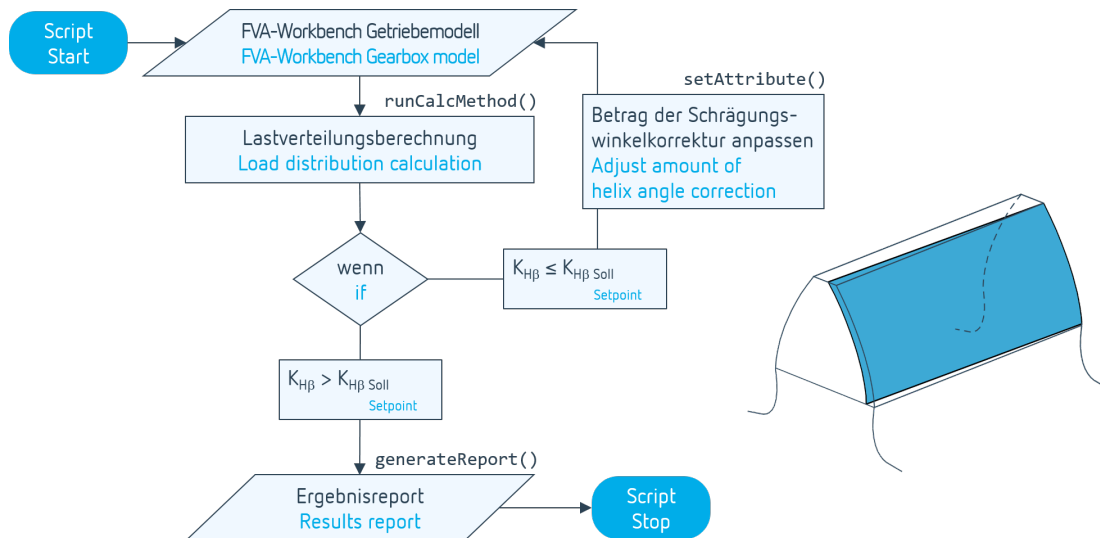 Script
Start
FVA-Workbench Getriebemodell
FVA-Workbench Gearbox model
setAttribute()
runCalcMethod()
Betrag der Schrägungs-
winkelkorrektur anpassen
Adjust amount of
helix angle correction
Lastverteilungsberechnung
Load distribution calculation
wenn
if
KHβ ≤ KHβ Soll
Setpoint
KHβ > KHβ Soll
Setpoint
generateReport()
Ergebnisreport
Results report
Script
Stop